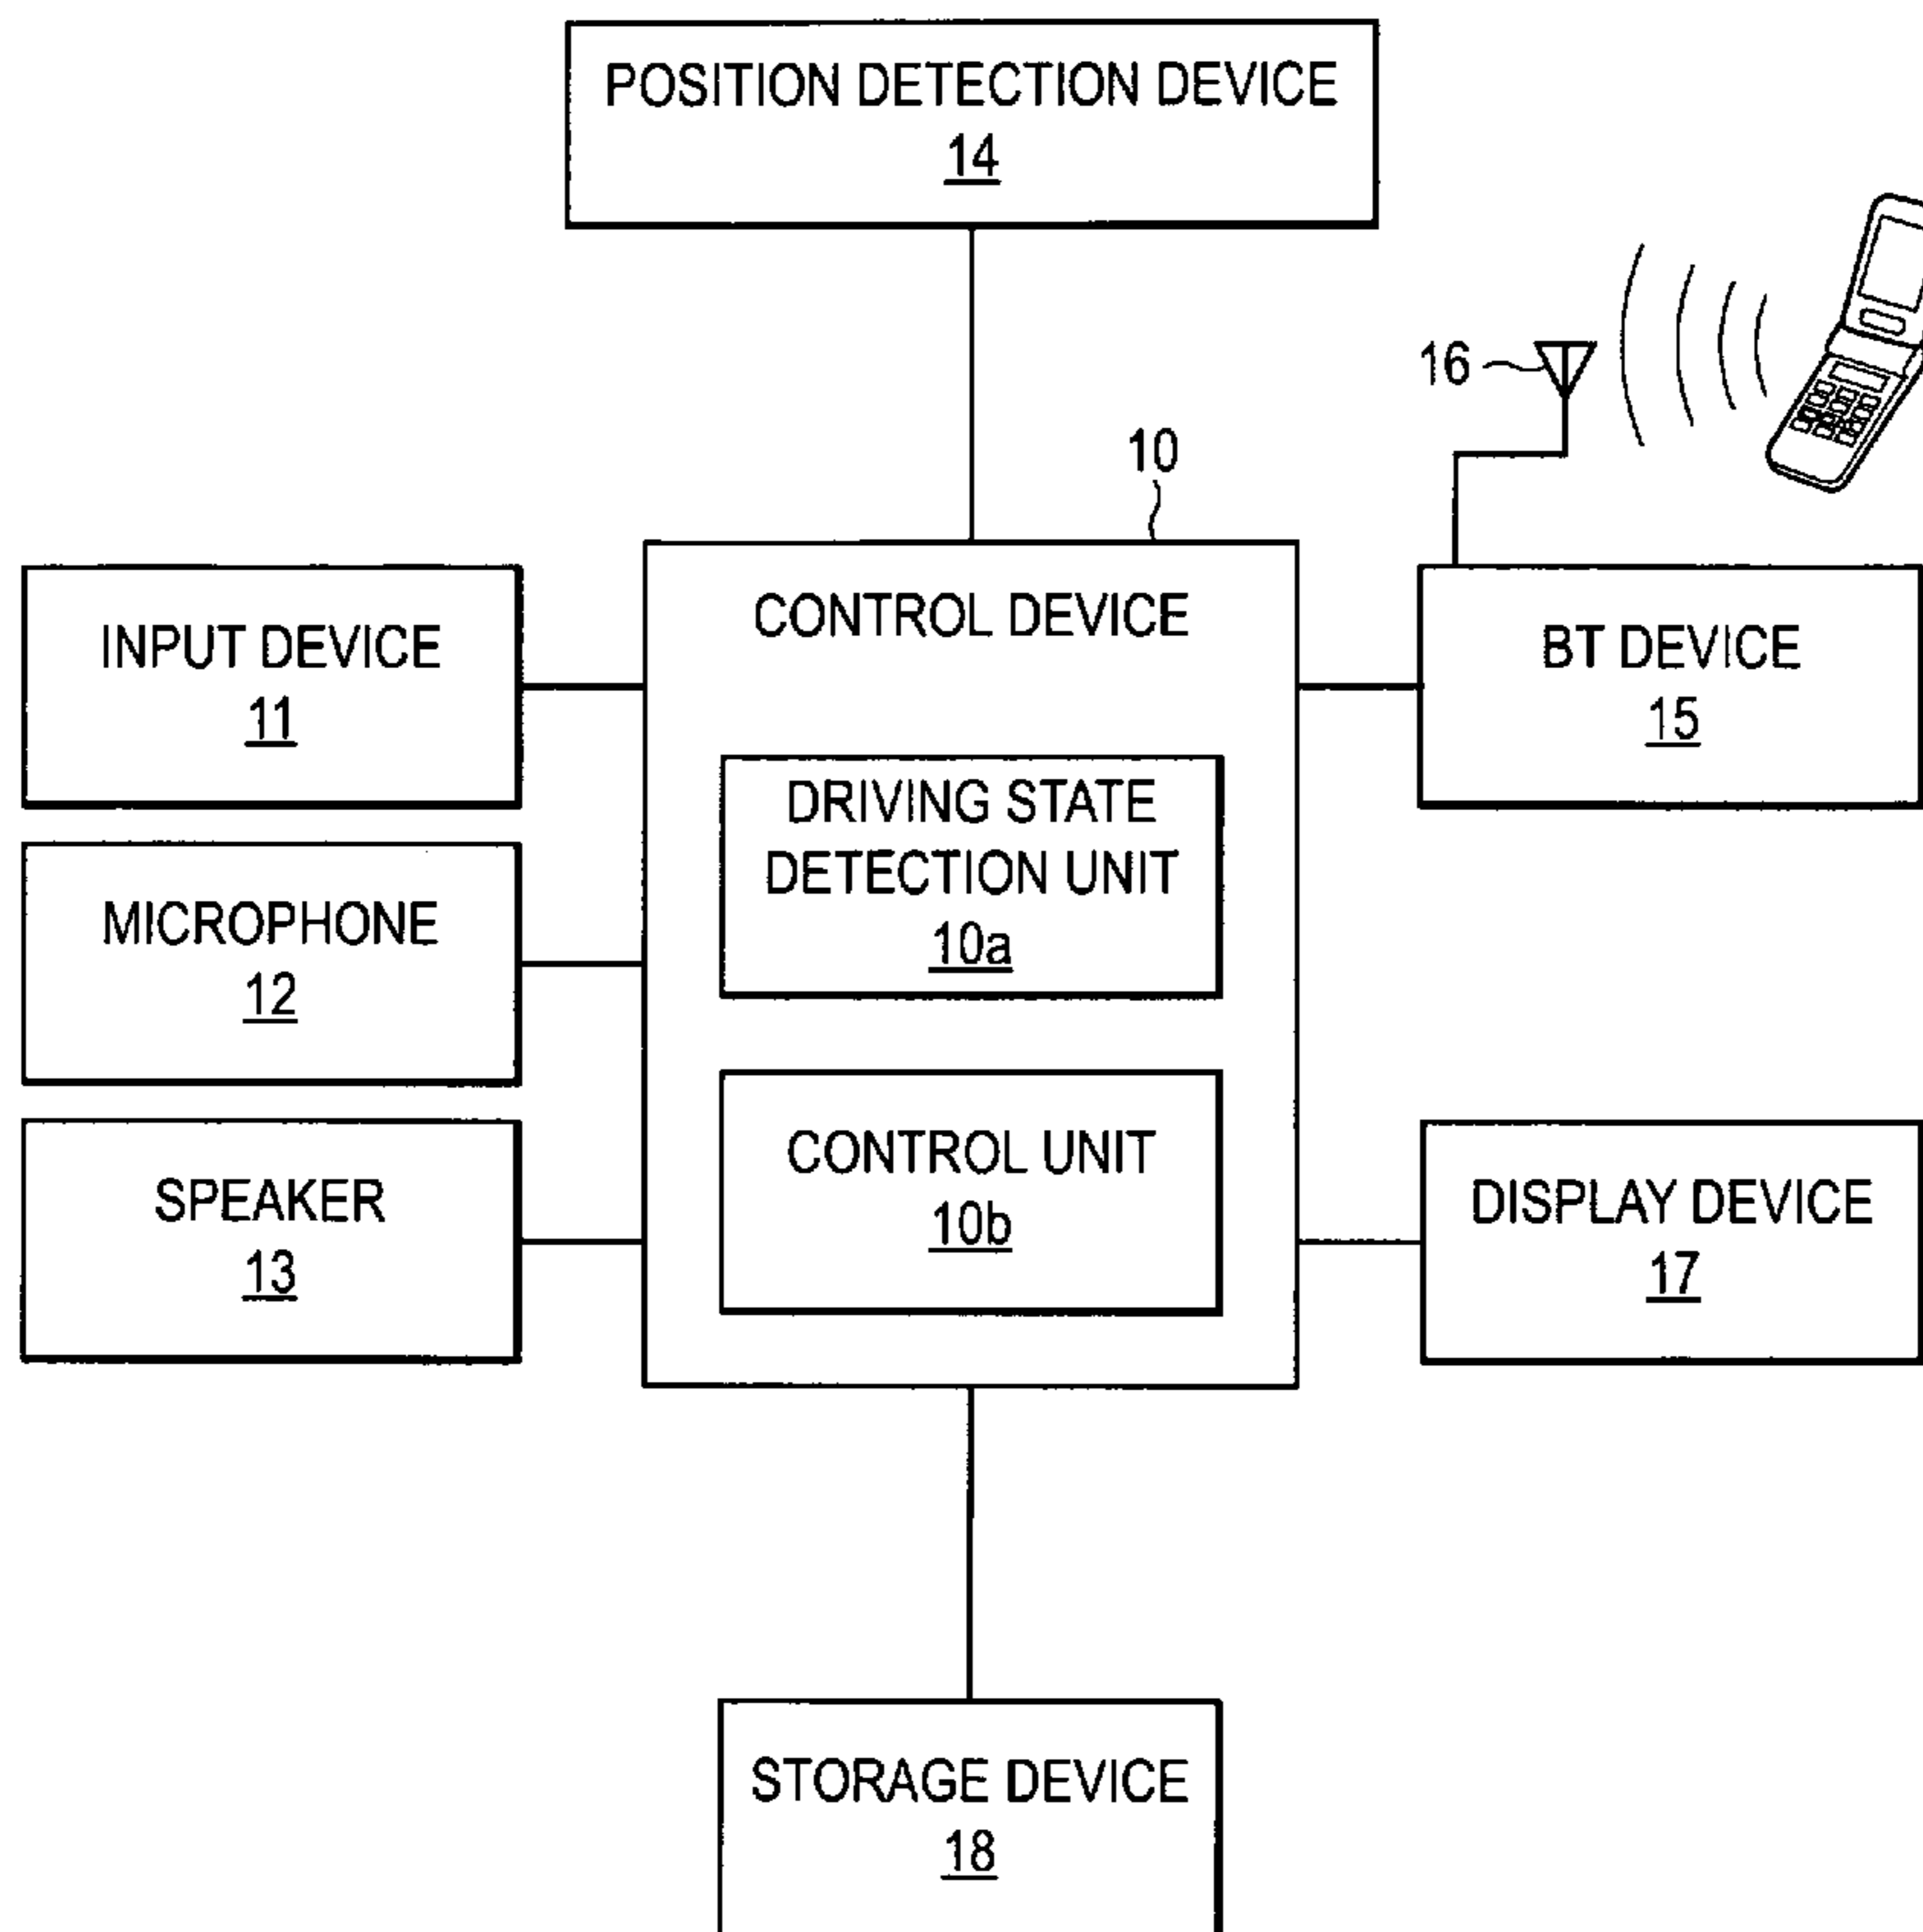 POSITION DETECTION DEVICE
14
16
10
INPUT DEVICE
11
MICROPHONE
12
SPEAKER
13
CONTROL DEVICE
DRIVING STATE
DETECTION UNIT
10a
CONTROL UNIT
10b
BT DEVICE
15
DISPLAY DEVICE
17
STORAGE DEVICE
18